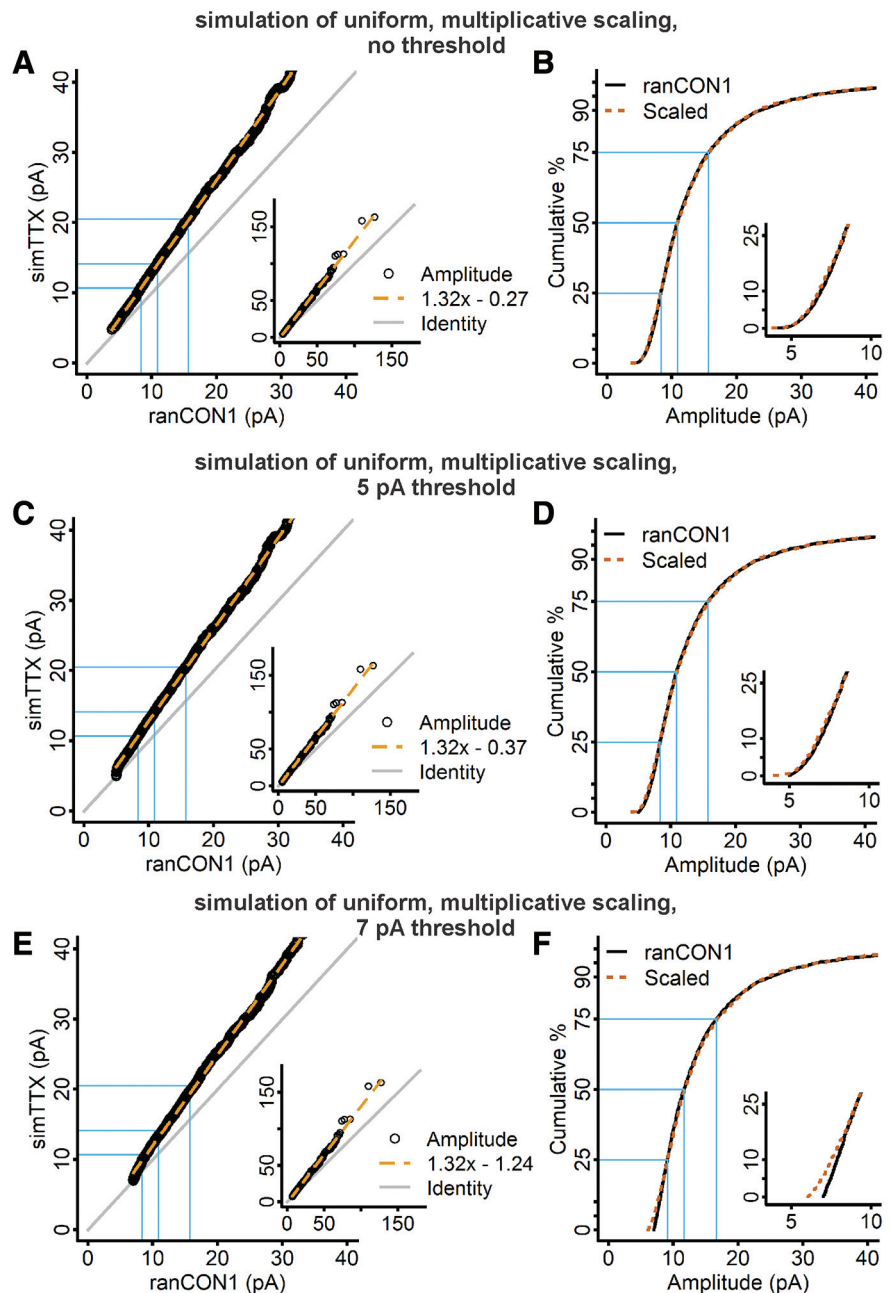 simulation of uniform, multiplicative scaling,
no threshold
A
simTTX (pA)
40
30
20
10
0
0 10 20 30 40
ranCON1 (pA)
150
50
0
0 50 150
Amplitude
1.32x - 0.27
Identity
B
Cumulative %
90
75
50
25
0
0 10 20 30 40
Amplitude (pA)
ranCON1
Scaled
25
10
0
5 10
simulation of uniform, multiplicative scaling,
5 pA threshold
C
simTTX (pA)
40
30
20
10
0
0 10 20 30 40
ranCON1 (pA)
150
50
0
0 50 150
Amplitude
1.32x - 0.37
Identity
D
Cumulative %
90
75
50
25
0
0 10 20 30 40
Amplitude (pA)
ranCON1
Scaled
25
10
0
5 10
simulation of uniform, multiplicative scaling,
7 pA threshold
E
simTTX (pA)
40
30
20
10
0
0 10 20 30 40
ranCON1 (pA)
150
50
0
0 50 150
Amplitude
1.32x - 1.24
Identity
F
Cumulative %
90
75
50
25
0
0 10 20 30 40
Amplitude (pA)
ranCON1
Scaled
25
10
0
5 10